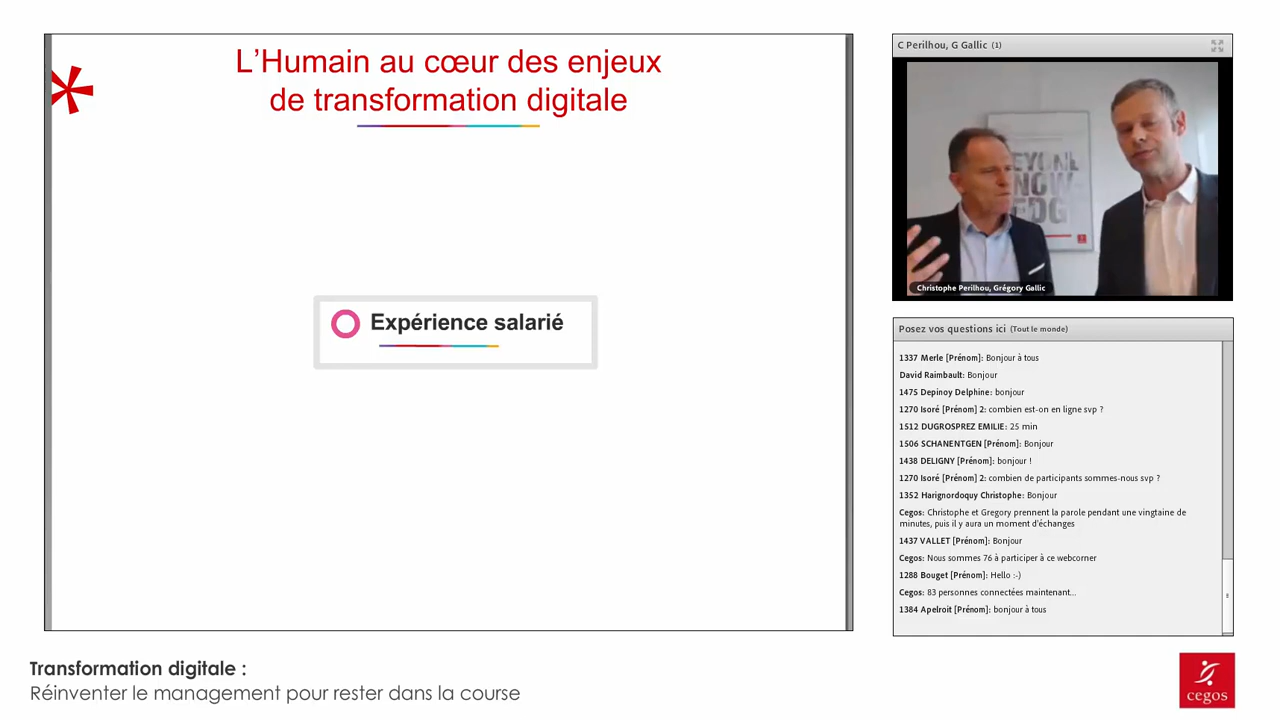 L'Humain au cœur des enjeux
de transformation digitale
Expérience salarié
C Perilhou, G Gallic (1)
BEYON
KNOW
EDG
Christophe Perilhou, Grégory Gallic
Posez vos questions ici (Tout le monde)
1337 Merle [Prénom]: Bonjour à tous
David Raimbault: Bonjour
1475 Depinoy Delphine: bonjour
1270 Isoré [Prénom] 2: combien est-on en ligne svp ?
1512 DUGROSPREZ EMILIE: 25 min
1506 SCHANENTGEN [Prénom]: Bonjour
1438 DELIGNY [Prénom]: bonjour !
1270 Isoré [Prénom] 2: combien de participants sommes-nous svp ?
1352 Harignordoquy Christophe: Bonjour
Cegos: Christophe et Gregory prennent la parole pendant une vingtaine de
minutes, puis il y aura un moment d'échanges
1437 VALLET [Prénom]: Bonjour
Cegos: Nous sommes 76 à participer à ce webcorner
1288 Bouget [Prénom]: Hello :-)
Cegos: 83 personnes connectées maintenant...
1384 Apelroit [Prénom]: bonjour à tous
Transformation digitale :
Réinventer le management pour rester dans la course
cegos